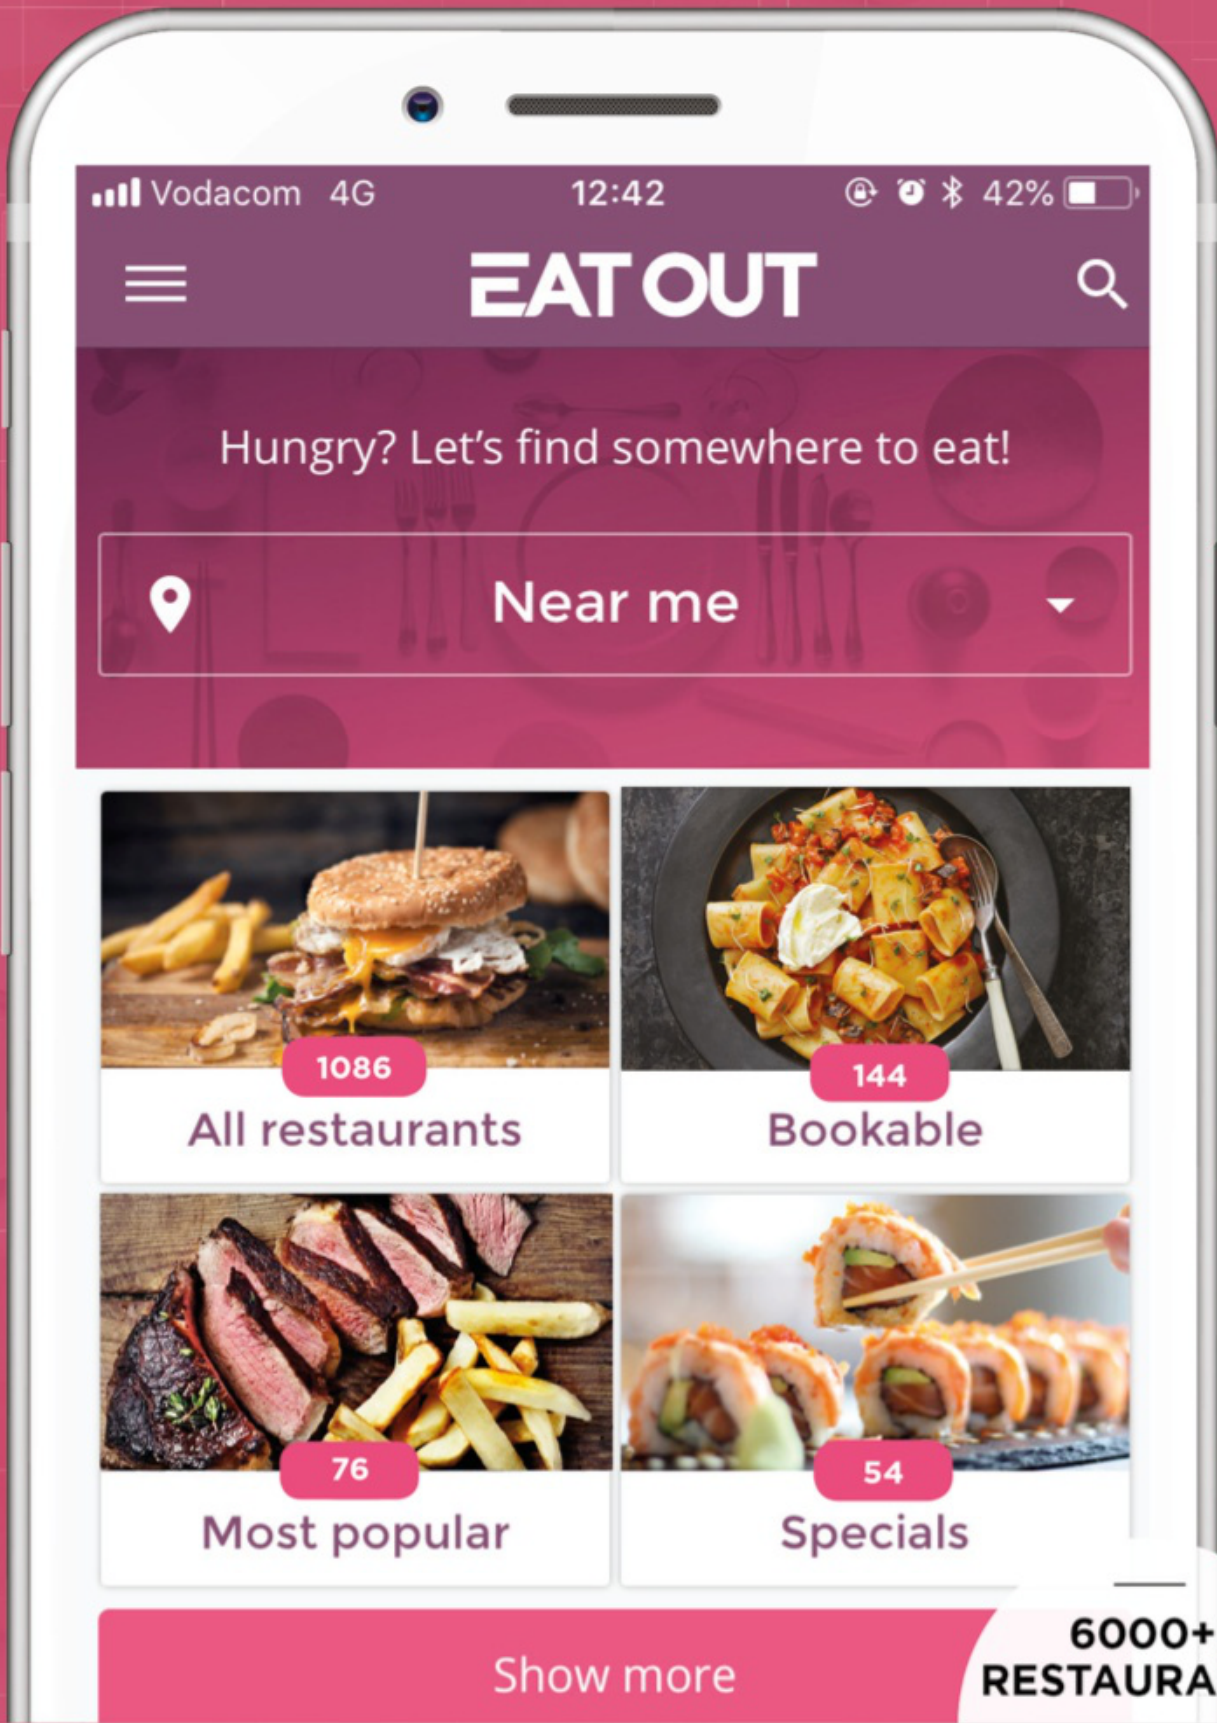 Vodacom 4G 12:42 42%
EAT OUT
Hungry? Let's find somewhere to eat!
Near me
1086
All restaurants
144
Bookable
76
Most popular
54
Specials
Show more
6000+
RESTAURA